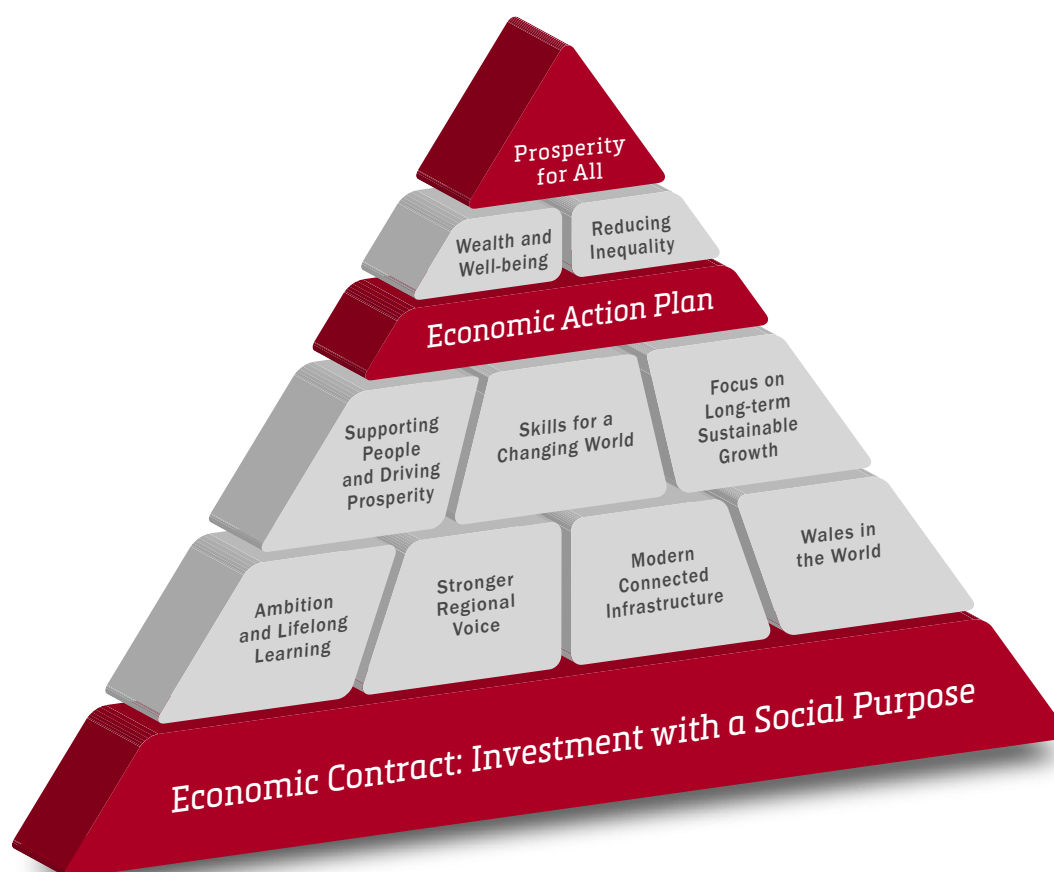 Prosperity
for All
Wealth and
Well-being
Reducing
Inequality
Economic Action Plan
Supporting
People
and Driving
Prosperity
Skills for a
Changing World
Focus on
Long-term
Sustainable
Growth
Ambition
and Lifelong
Learning
Stronger
Regional
Voice
Modern
Connected
Infrastructure
Wales in
the World
Economic Contract: Investment with a Social Purpose